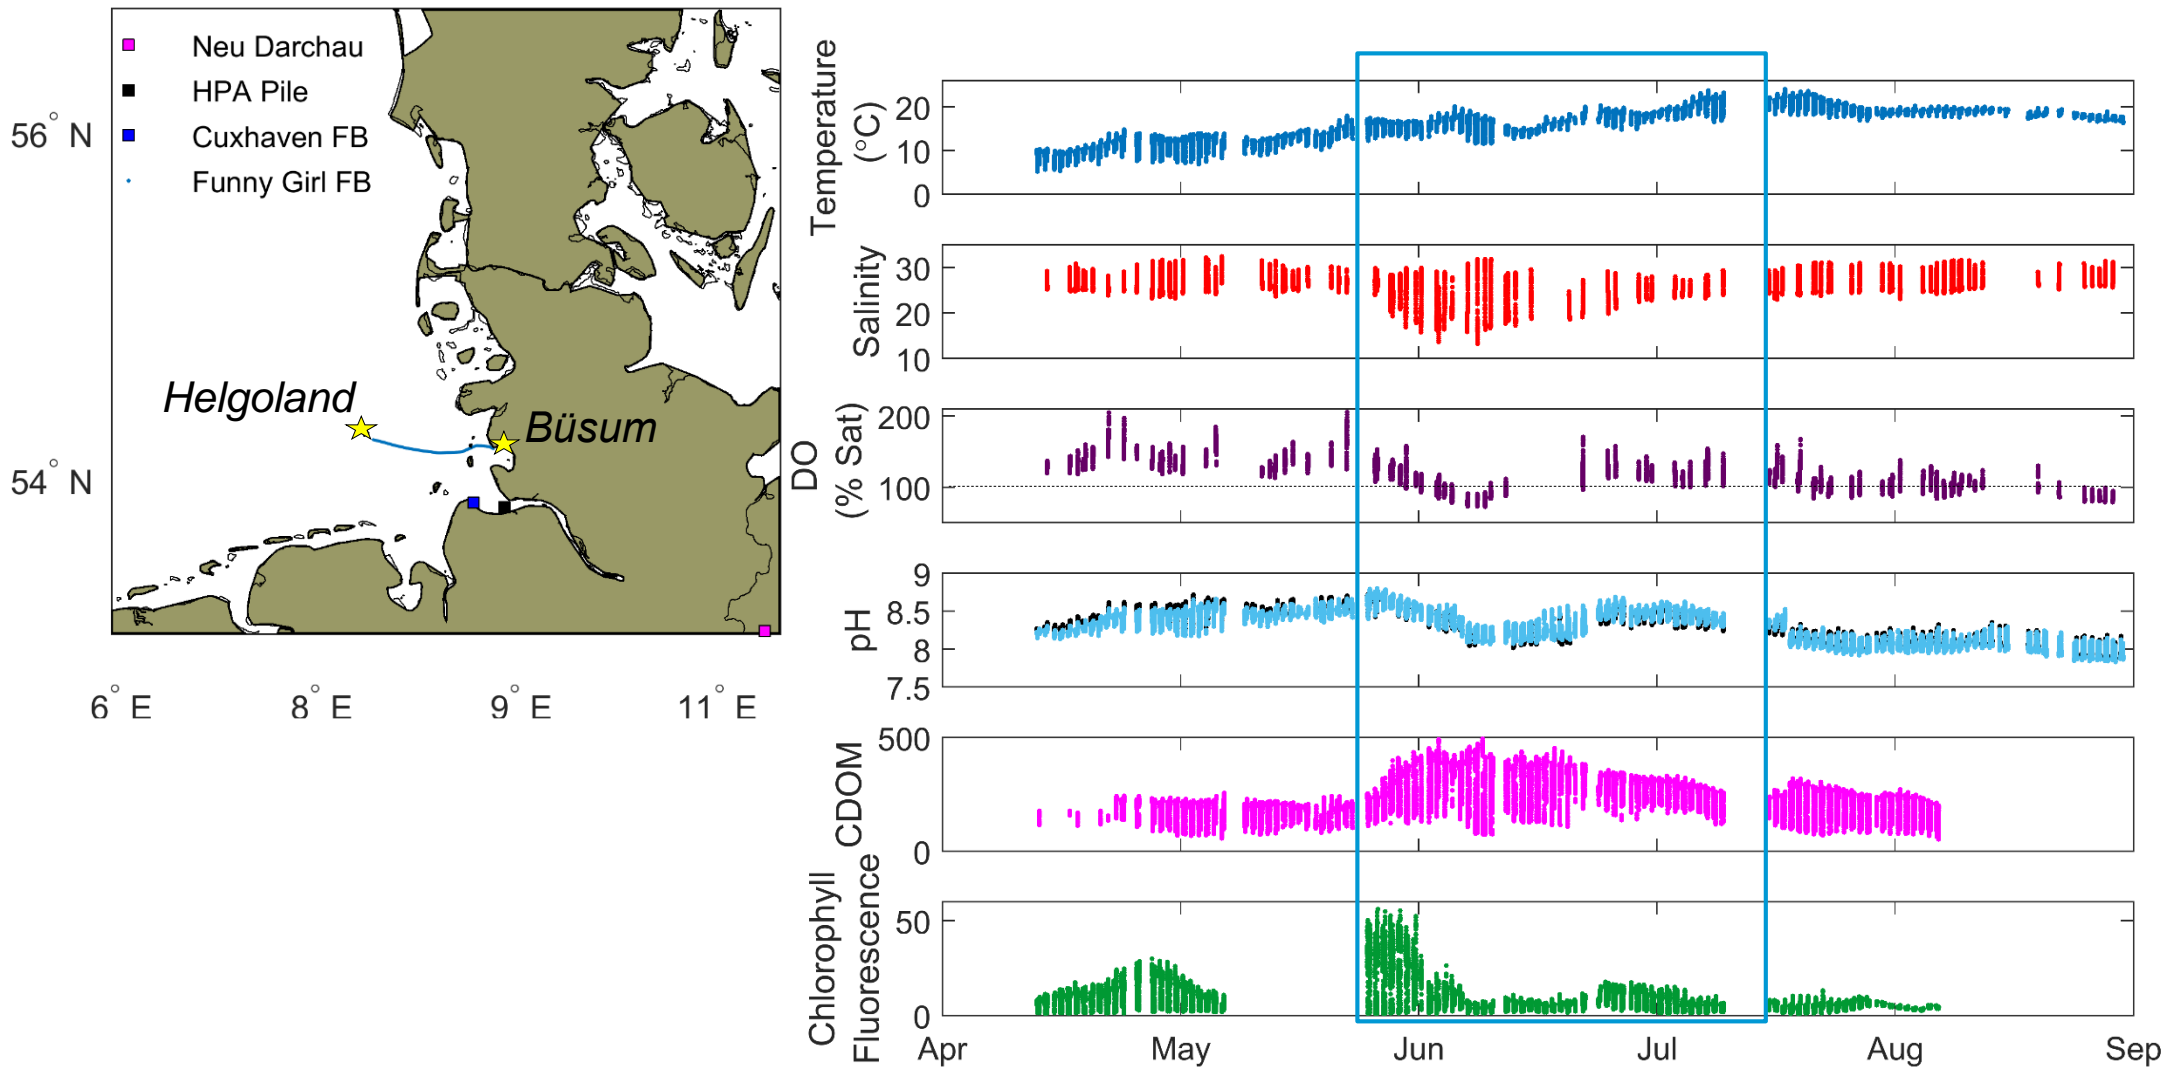 Neu Darchau
HPA Pile
Cuxhaven FB
Funny Girl FB
56° N
54° N
6° E
8° E
9° E
11° E
Helgoland
Büsum
Temperature
(°C)
20
10
0
Salinity
30
20
10
DO
(% Sat)
200
100
pH
9
8.5
8
7.5
CDOM
500
0
Chlorophyll
Fluorescence
50
0
Apr
May
Jun
Jul
Aug
Sep